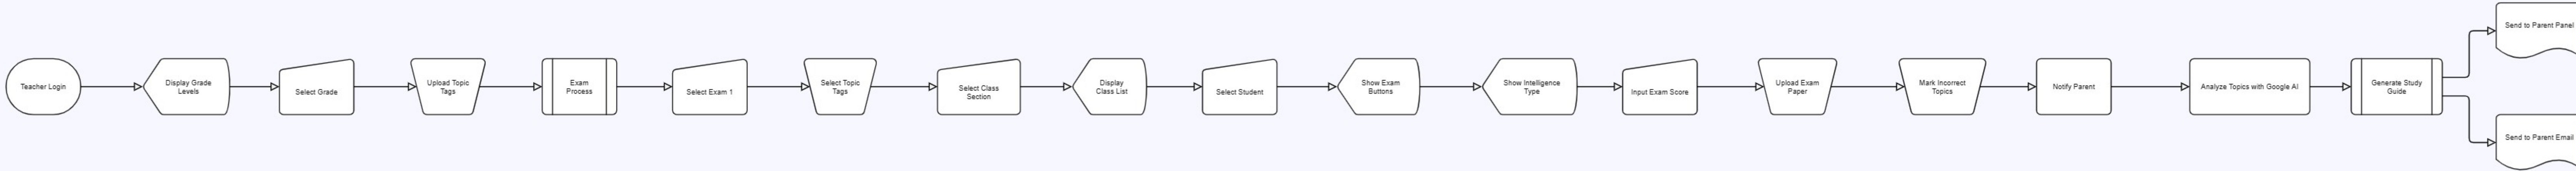 Teacher Login
Display Grade
Levels
Select Grade
Upload Topic
Tags
Exam
Process
Select Exam 1
Select Topic
Tags
Select Class
Section
Display
Class List
Select Student
Show Exam
Buttons
Show Intelligence
Type
Input Exam Score
Upload Exam
Paper
Mark Incorrect
Topics
Notify Parent
Analyze Topics with Google AI
Generate Study
Guide
Send to Parent Panel
Send to Parent Email